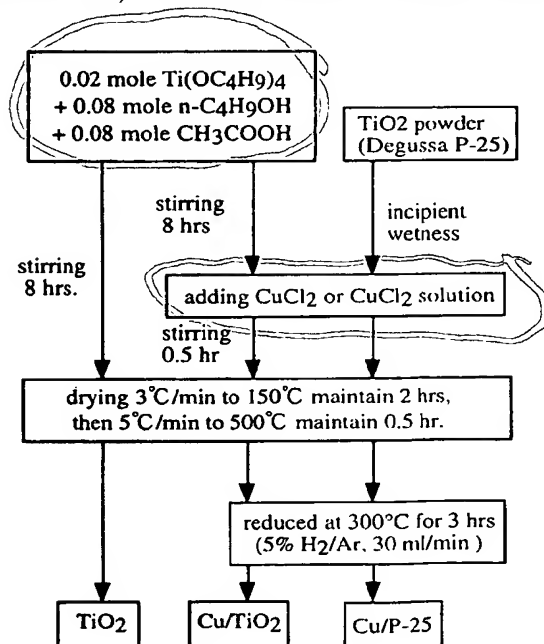 0.02 mole Ti(OC4H9)4
+ 0.08 mole n-C4H9OH
+ 0.08 mole CH3COOH
TiO2 powder
(Degussa P-25)
stirring
8 hrs
incipient
wetness
stirring
8 hrs.
adding CuCl2 or CuCl2 solution
stirring
0.5 hr
drying 3°C/min to 150°C maintain 2 hrs,
then 5°C/min to 500°C maintain 0.5 hr.
reduced at 300°C for 3 hrs
(5% H2/Ar, 30 ml/min )
TiO2
Cu/TiO2
Cu/P-25